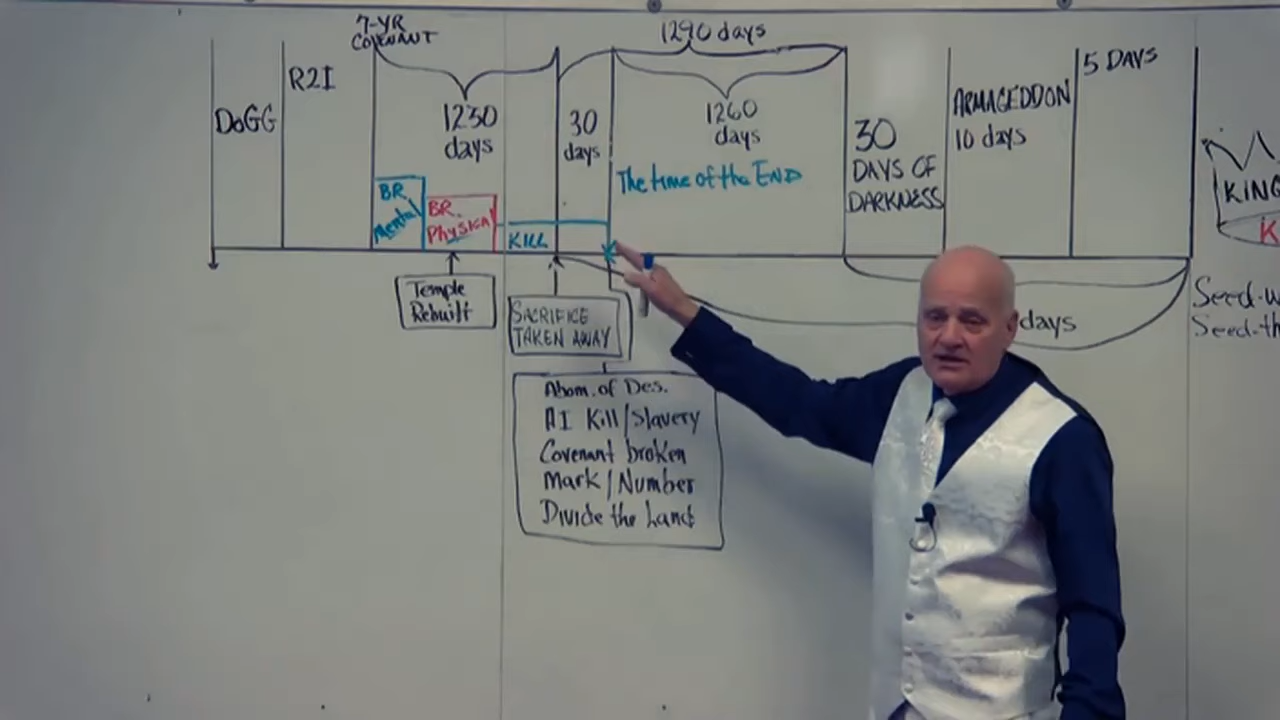 7-YR
COVENANT
1290 days
DOGG
R2I
1230
days
30
days
1260
days
The time of the END
30
DAYS OF
DARKNESS
ARMAGEDDON
10 days
5 DAYS
BR
Mental
BR.
Physical
KILL
KING
K
Temple
Rebuilt
SACRIFICE
TAKEN AWAY
days
Seed-w
Seed-th
Abom. of Des.
AI Kill/Slavery
Covenant broken
Mark/Number
Divide the Land